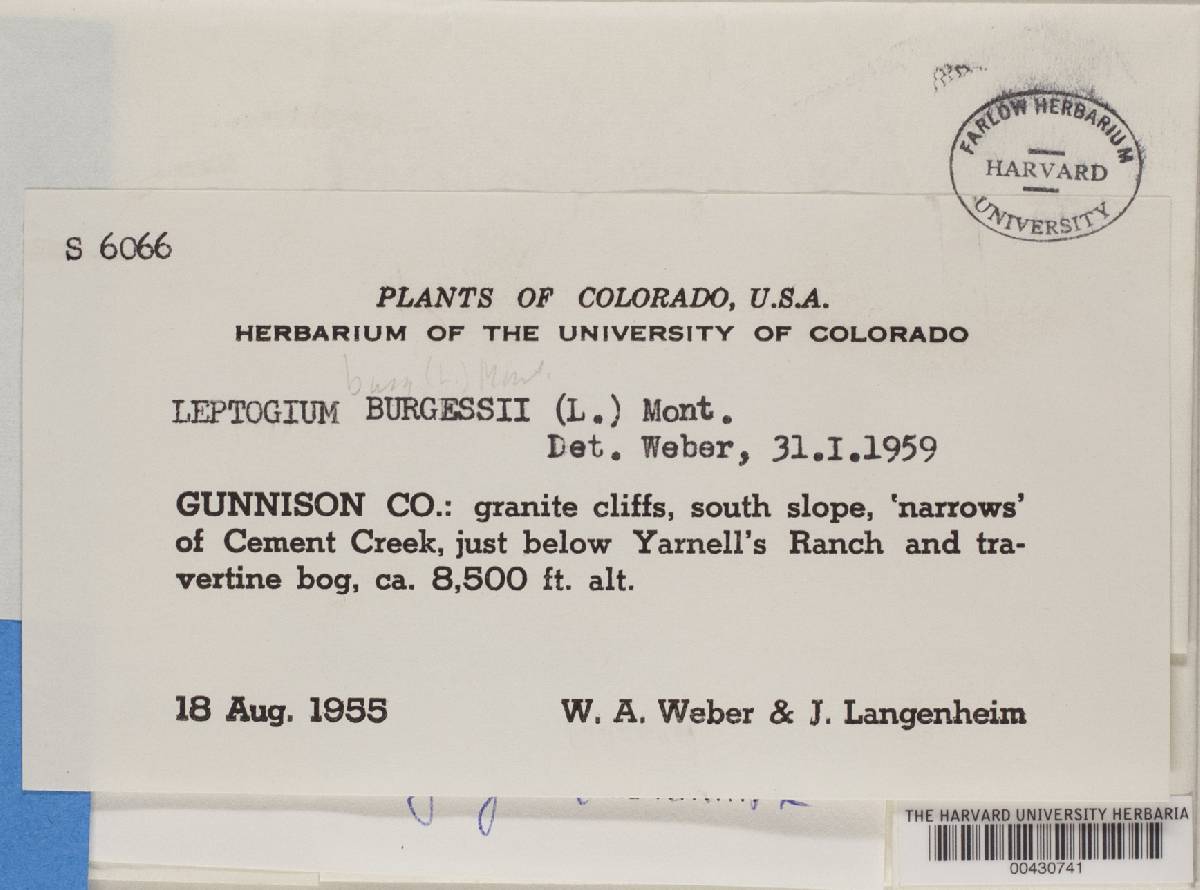 FARLOW HERBARIUM
HARVARD
UNIVERSITY
S 6066
PLANTS OF COLORADO, U.S.A.
HERBARIUM OF THE UNIVERSITY OF COLORADO
(L.)
LEPTOGIUM BURGESSII (L.) Mont.
Det. Weber, 31.I.1959
GUNNISON CO.: granite cliffs, south slope, 'narrows'
of Cement Creek, just below Yarnell's Ranch and tra-
vertine bog, ca. 8,500 ft. alt.
18 Aug. 1955 W. A. Weber & J. Langenheim
THE HARVARD UNIVERSITY HERBARIA
00430741